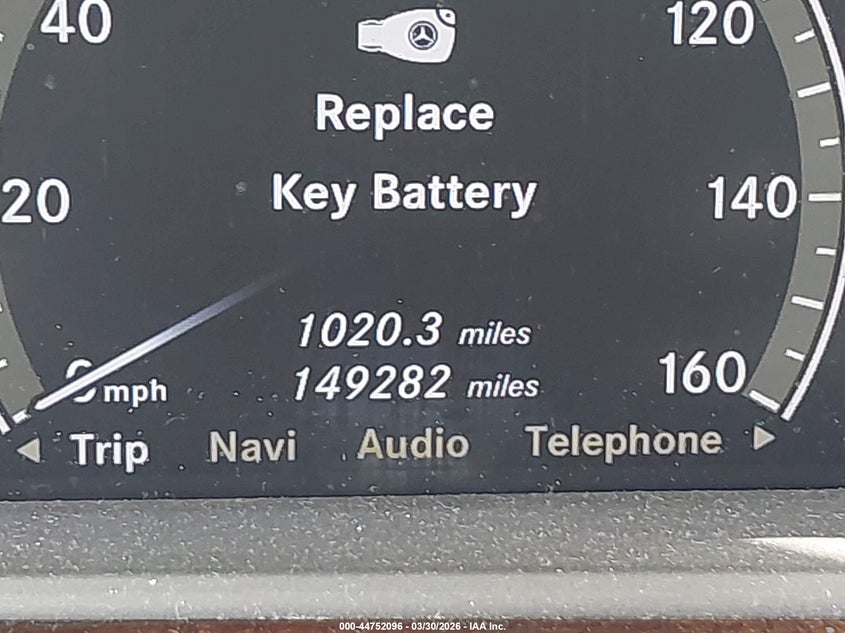 40
120
Replace
20
Key Battery
140
1020.3 miles
149282 miles
160
0 mph
Trip Navi Audio Telephone
000-44752096 - 03/30/2026 - IAA Inc.